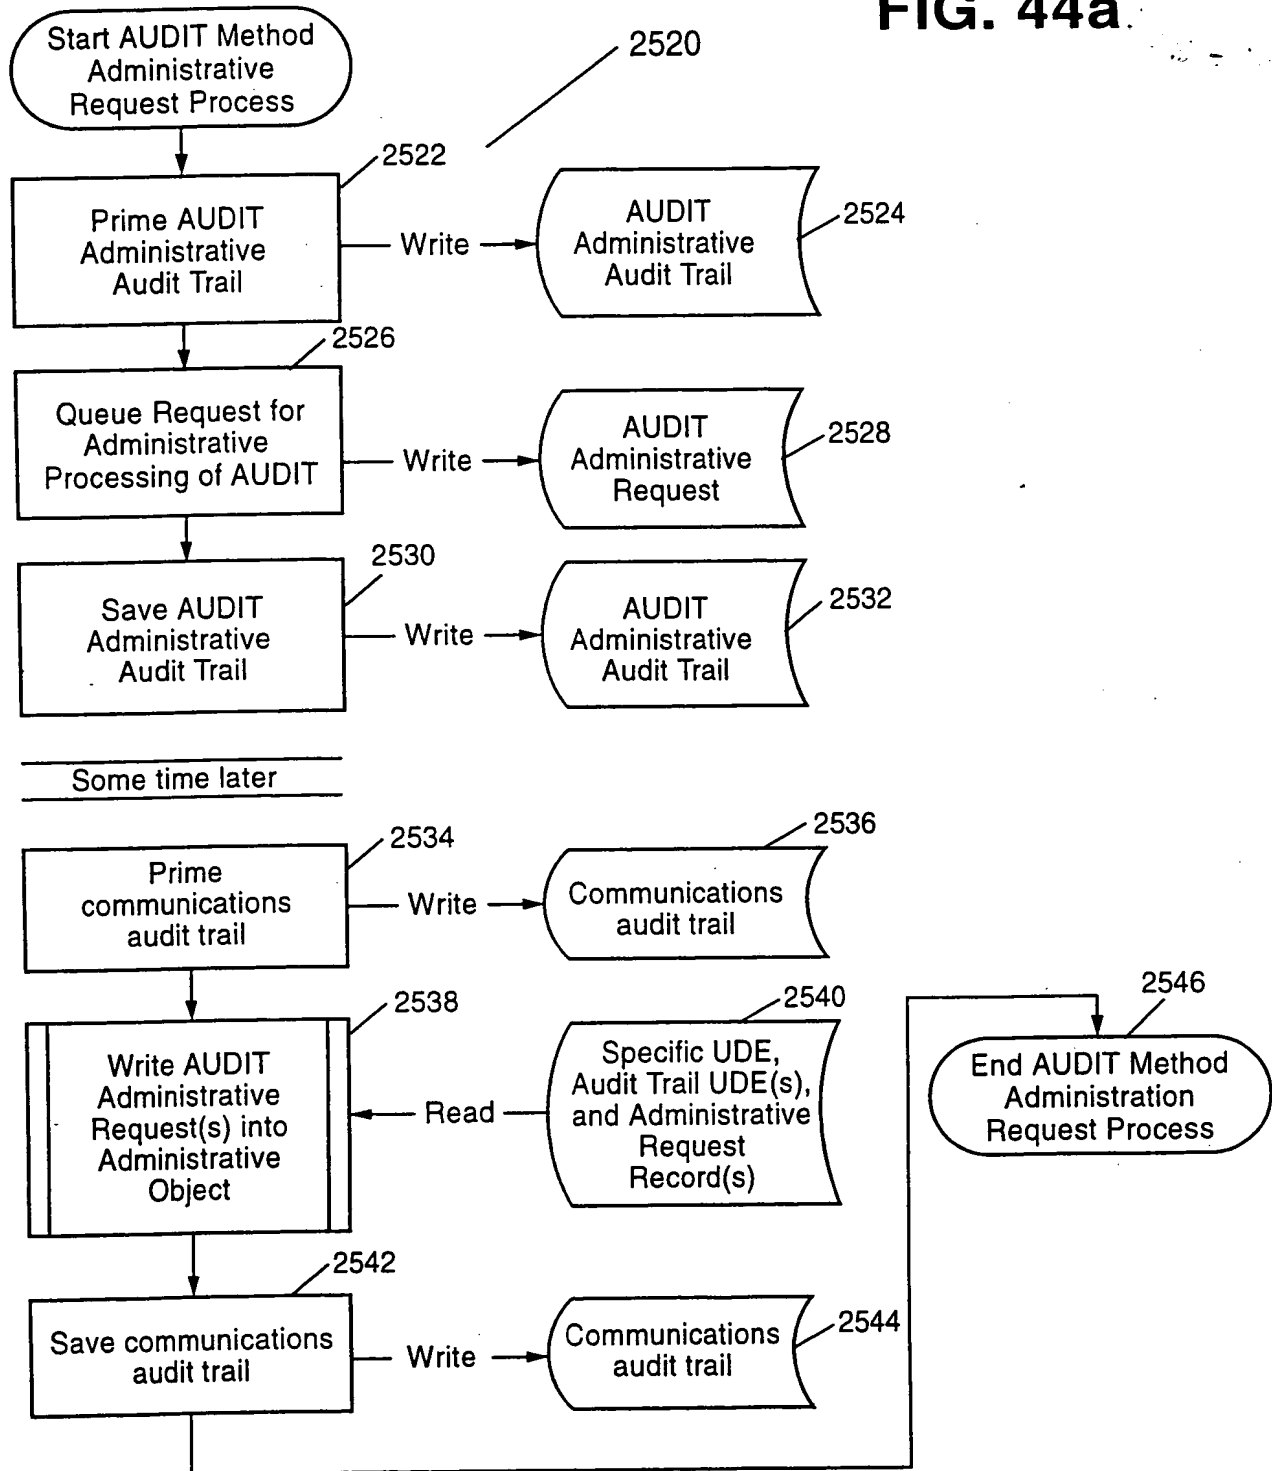 FIG. 44a
Start AUDIT Method
Administrative
Request Process
2520
2522
Prime AUDIT
Administrative
Audit Trail
Write
AUDIT
Administrative
Audit Trail
2524
2526
Queue Request for
Administrative
Processing of AUDIT
Write
AUDIT
Administrative
Request
2528
2530
Save AUDIT
Administrative
Audit Trail
Write
AUDIT
Administrative
Audit Trail
2532
Some time later
2534
Prime
communications
audit trail
Write
2536
Communications
audit trail
2538
Write AUDIT
Administrative
Request(s) into
Administrative
Object
Read
2540
Specific UDE,
Audit Trail UDE(s),
and Administrative
Request
Record(s)
2542
Save communications
audit trail
Write
Communications
audit trail
2544
2546
End AUDIT Method
Administration
Request Process